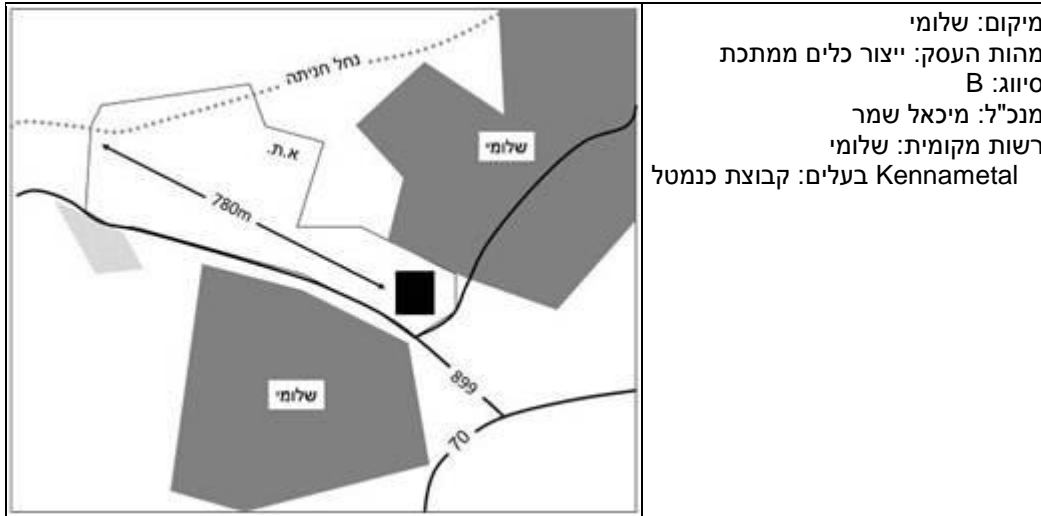 מיקום: שלומי
מהות העסק: ייצור כלים ממתכת
סיווג: B
מנכ"ל: מיכאל שמר
רשות מקומית: שלומי
בעלים: קבוצת כנמטל Kennametal
נחל חניתה
א.ת.
שלומי
780m
899
שלומי
70